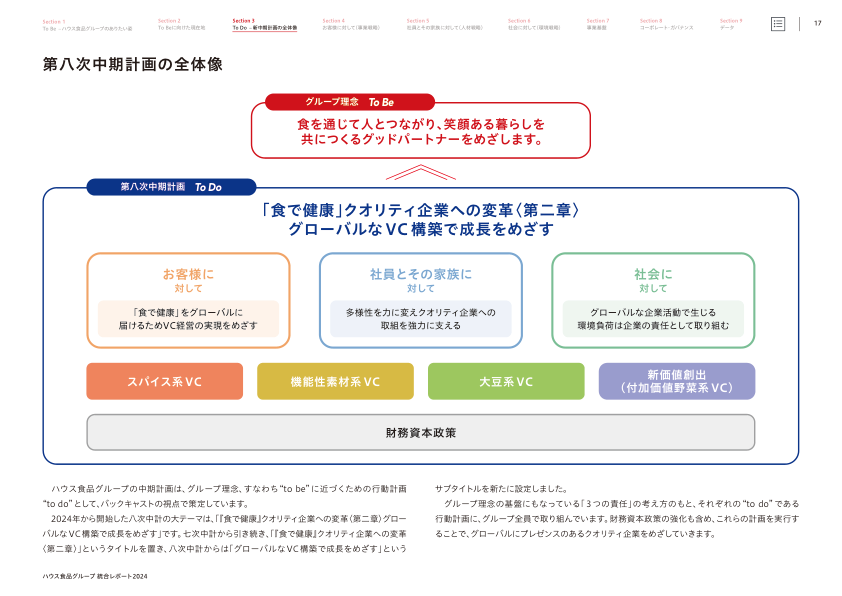 Section 1
To Be －ハウス食品グループのありたい姿
Section 2
To Beに向けた現在地
Section 3
To Do －新中期計画の全体像
Section 4
お客様に対して（事業戦略）
Section 5
社員とその家族に対して（人材戦略）
Section 6
社会に対して（環境戦略）
Section 7
事業基盤
Section 8
コーポレート・ガバナンス
Section 9
データ
17
第八次中期計画の全体像
グループ理念 To Be
食を通じて人とつながり、笑顔ある暮らしを
共につくるグッドパートナーをめざします。
第八次中期計画 To Do
「食で健康」クオリティ企業への変革〈第二章〉
グローバルなVC構築で成長をめざす
お客様に
対して
「食で健康」をグローバルに
届けるためVC経営の実現をめざす
社員とその家族に
対して
多様性を力に変えクオリティ企業への
取組を強力に支える
社会に
対して
グローバルな企業活動で生じる
環境負荷は企業の責任として取り組む
スパイス系VC
機能性素材系VC
大豆系VC
新価値創出
（付加価値野菜系VC）
財務資本政策
ハウス食品グループの中期計画は、グループ理念、すなわち“to be”に近づくための行動計画
“to do”として、バックキャストの視点で策定しています。
2024年から開始した八次中計の大テーマは、「『食で健康』クオリティ企業への変革〈第二章〉グロー
バルなVC構築で成長をめざす」です。七次中計から引き続き、「『食で健康』クオリティ企業への変革
〈第二章〉」というタイトルを置き、八次中計からは「グローバルなVC構築で成長をめざす」という
サブタイトルを新たに設定しました。
グループ理念の基盤にもなっている「3つの責任」の考え方のもと、それぞれの“to do”である
行動計画に、グループ全員で取り組んでいます。財務資本政策の強化も含め、これらの計画を実行す
ることで、グローバルにプレゼンスのあるクオリティ企業をめざしていきます。
ハウス食品グループ 統合レポート2024